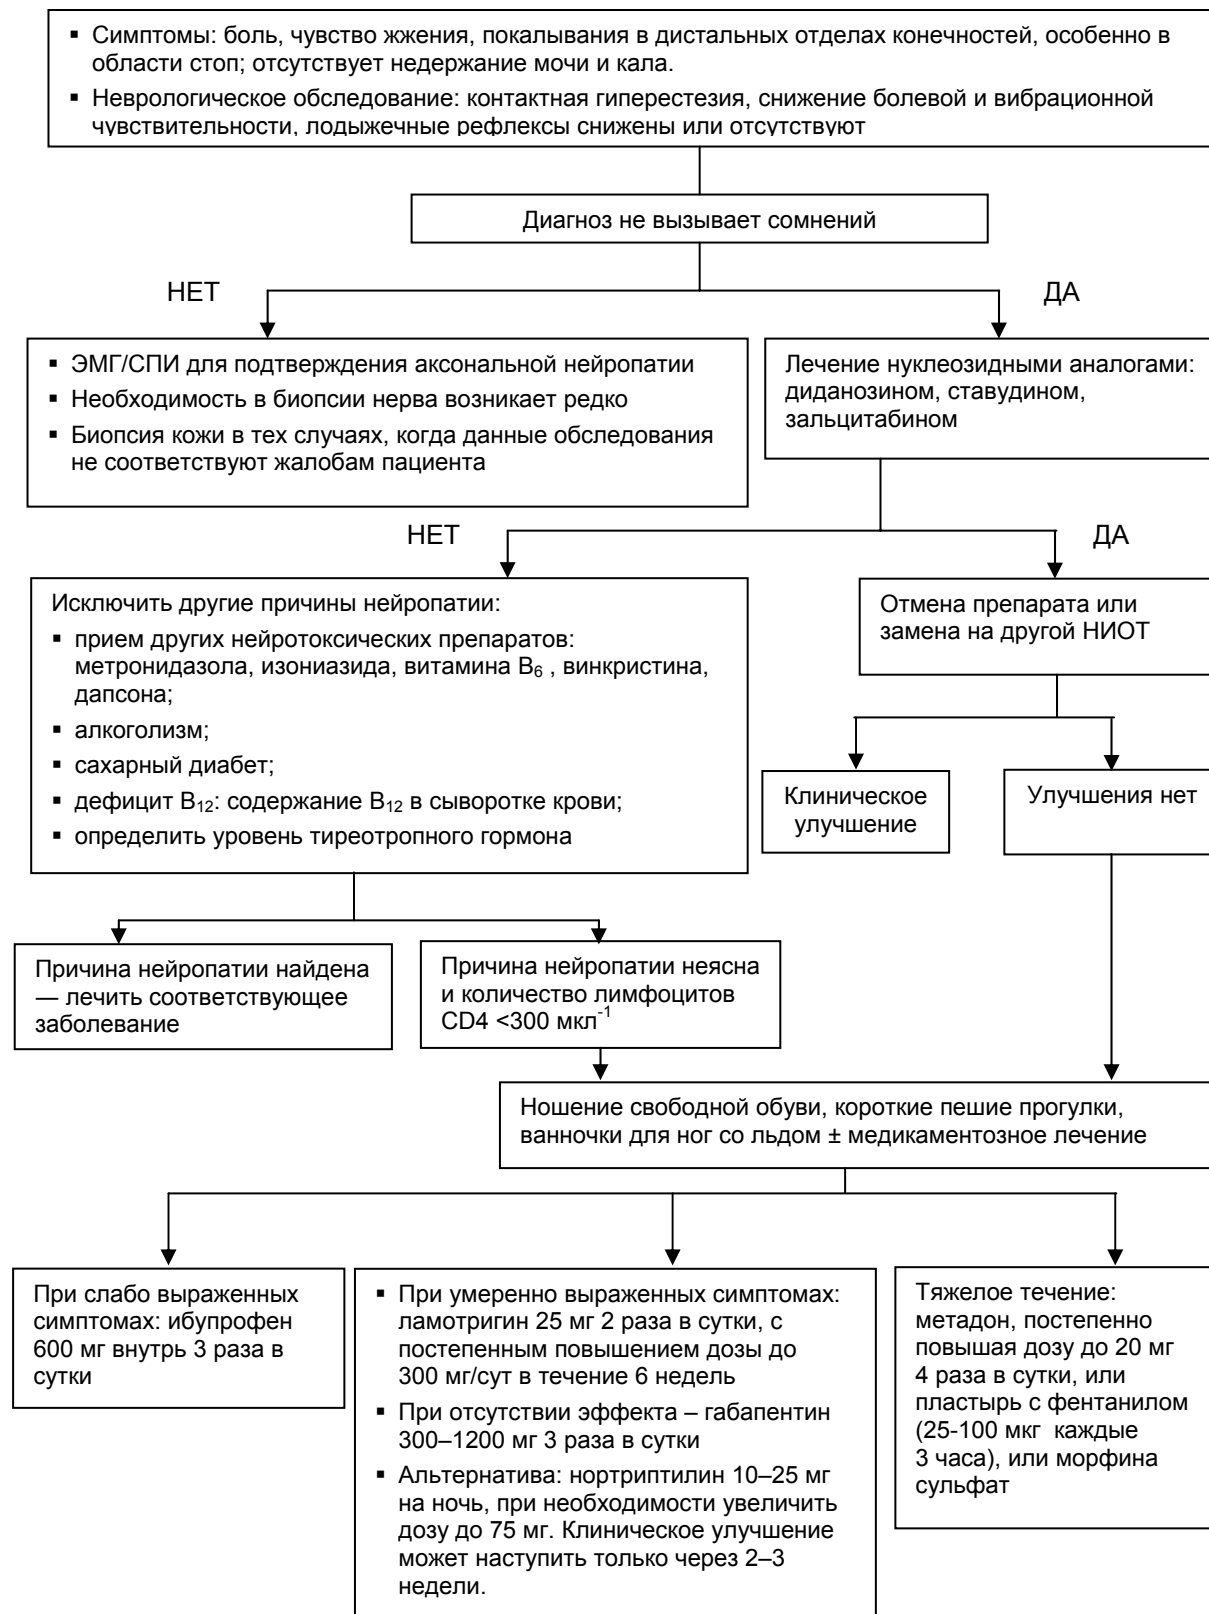 ▪ Симптомы: боль, чувство жжения, покалывания в дистальных отделах конечностей, особенно в
области стоп; отсутствует недержание мочи и кала.
▪ Неврологическое обследование: контактная гиперестезия, снижение болевой и вибрационной
чувствительности, лодыжечные рефлексы снижены или отсутствуют
Диагноз не вызывает сомнений
НЕТ
ДА
▪ ЭМГ/СПИ для подтверждения аксональной нейропатии
▪ Необходимость в биопсии нерва возникает редко
▪ Биопсия кожи в тех случаях, когда данные обследования
не соответствуют жалобам пациента
Лечение нуклеозидными аналогами:
диданозином, ставудином,
зальцитабином
НЕТ
ДА
Исключить другие причины нейропатии:
▪ прием других нейротоксических препаратов:
метронидазола, изониазида, витамина B₆ , винкристина,
дапсона;
▪ алкоголизм;
▪ сахарный диабет;
▪ дефицит B₁₂: содержание B₁₂ в сыворотке крови;
▪ определить уровень тиреотропного гормона
Отмена препарата или
замена на другой НИОТ
Клиническое
улучшение
Улучшения нет
Причина нейропатии найдена
— лечить соответствующее
заболевание
Причина нейропатии неясна
и количество лимфоцитов
CD4 <300 мкл⁻¹
Ношение свободной обуви, короткие пешие прогулки,
ванночки для ног со льдом ± медикаментозное лечение
При слабо выраженных
симптомах: ибупрофен
600 мг внутрь 3 раза в
сутки
▪ При умеренно выраженных симптомах:
ламотригин 25 мг 2 раза в сутки, с
постепенным повышением дозы до
300 мг/сут в течение 6 недель
▪ При отсутствии эффекта – габапентин
300–1200 мг 3 раза в сутки
▪ Альтернатива: нортриптилин 10–25 мг
на ночь, при необходимости увеличить
дозу до 75 мг. Клиническое улучшение
может наступить только через 2–3
недели.
Тяжелое течение:
метадон, постепенно
повышая дозу до 20 мг
4 раза в сутки, или
пластырь с фентанилом
(25-100 мкг каждые
3 часа), или морфина
сульфат